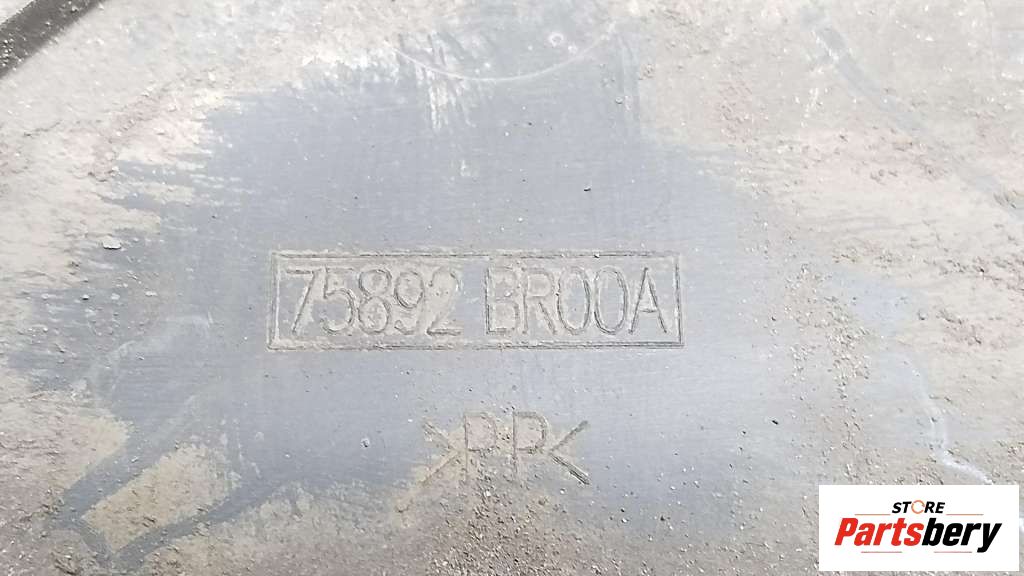 75892 BR00A
>PP<
STORE
Partsbery